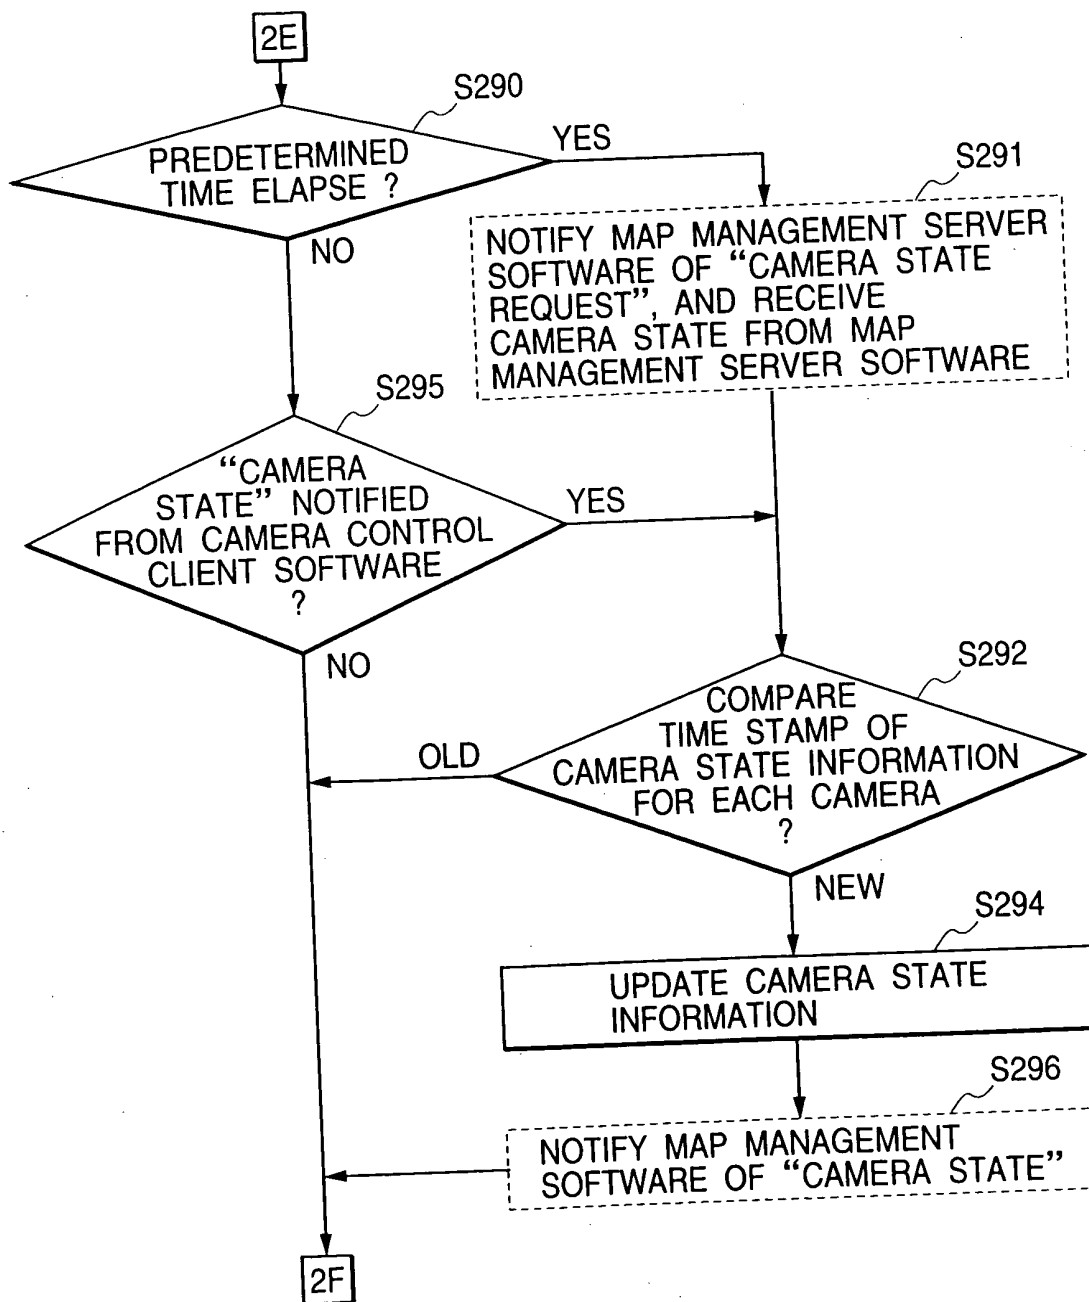 2E
S290
PREDETERMINED
TIME ELAPSE ?
YES
NO
S291
NOTIFY MAP MANAGEMENT SERVER
SOFTWARE OF “CAMERA STATE
REQUEST”, AND RECEIVE
CAMERA STATE FROM MAP
MANAGEMENT SERVER SOFTWARE
S295
“CAMERA
STATE” NOTIFIED
FROM CAMERA CONTROL
CLIENT SOFTWARE
?
YES
NO
S292
COMPARE
TIME STAMP OF
CAMERA STATE INFORMATION
FOR EACH CAMERA
?
OLD
NEW
S294
UPDATE CAMERA STATE
INFORMATION
S296
NOTIFY MAP MANAGEMENT
SOFTWARE OF “CAMERA STATE”
2F